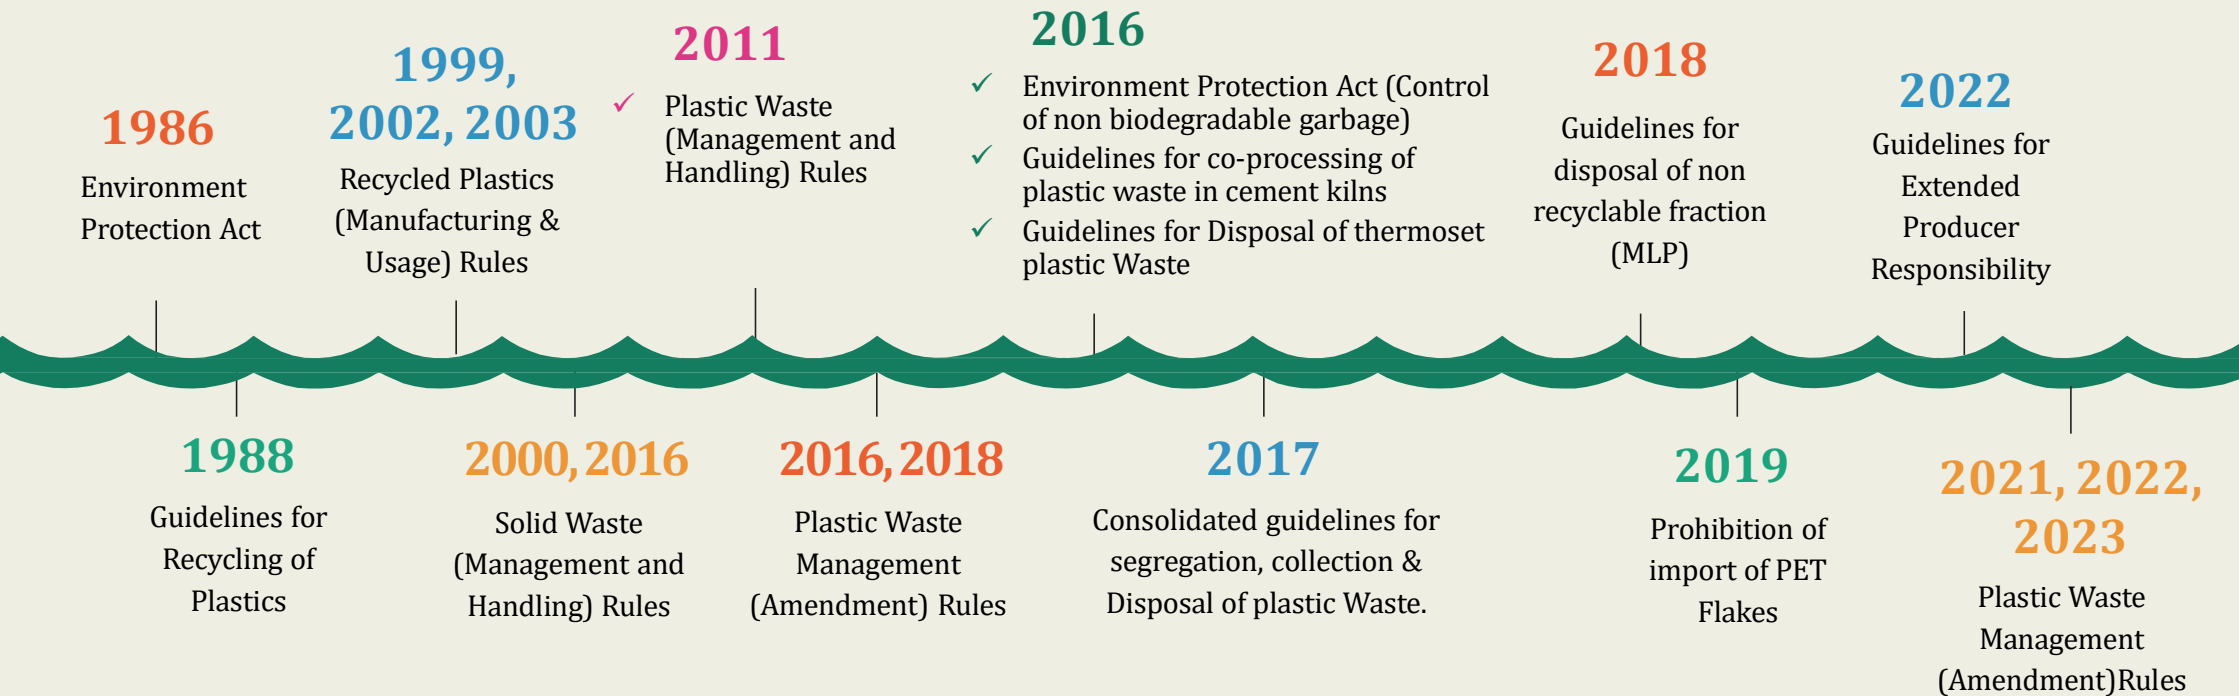 1986
Environment
Protection Act
1999,
2002, 2003
Recycled Plastics
(Manufacturing &
Usage) Rules
2011
✓ Plastic Waste
(Management and
Handling) Rules
2016
✓ Environment Protection Act (Control
of non biodegradable garbage)
✓ Guidelines for co-processing of
plastic waste in cement kilns
✓ Guidelines for Disposal of thermoset
plastic Waste
2018
Guidelines for
disposal of non
recyclable fraction
(MLP)
2022
Guidelines for
Extended
Producer
Responsibility
1988
Guidelines for
Recycling of
Plastics
2000, 2016
Solid Waste
(Management and
Handling) Rules
2016, 2018
Plastic Waste
Management
(Amendment) Rules
2017
Consolidated guidelines for
segregation, collection &
Disposal of plastic Waste.
2019
Prohibition of
import of PET
Flakes
2021, 2022,
2023
Plastic Waste
Management
(Amendment)Rules